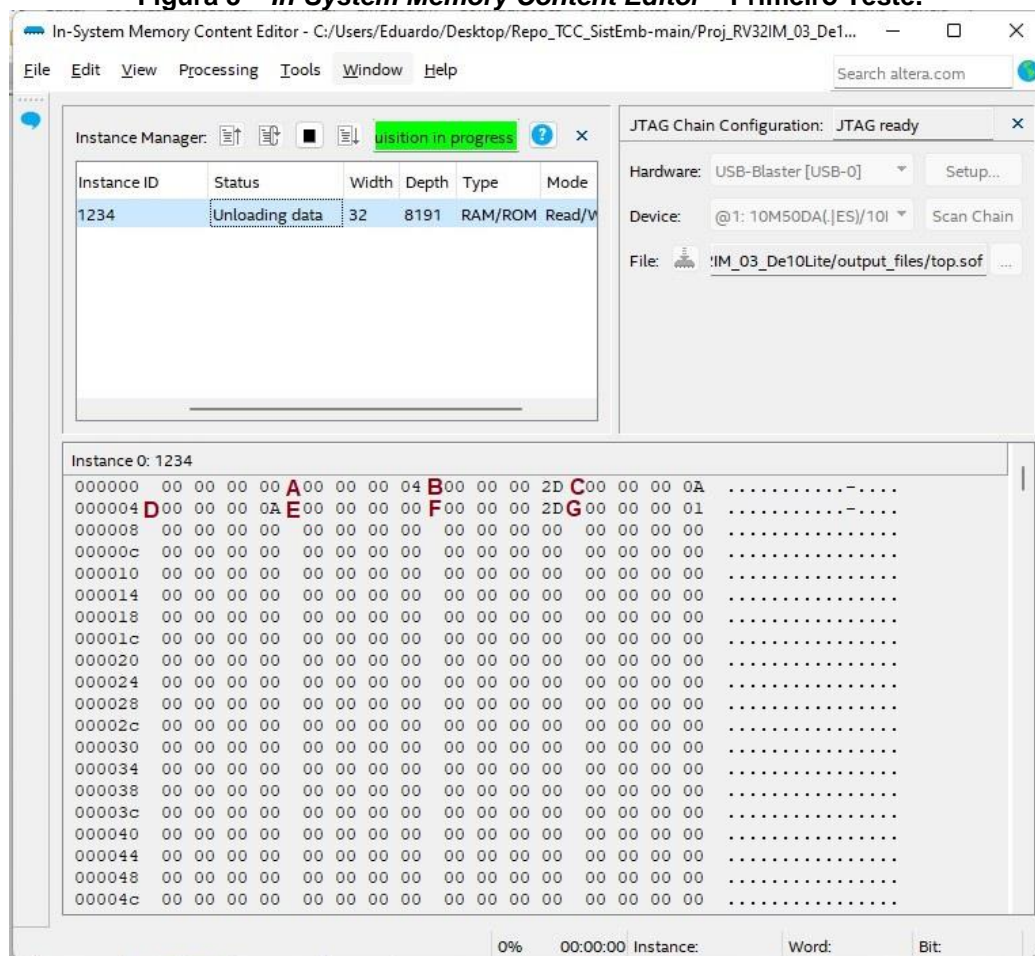 Figura 8 – In-System Memory Content Editor – Primeiro Teste.
In-System Memory Content Editor - C:/Users/Eduardo/Desktop/Repo_TCC_SistEmb-main/Proj_RV32IM_03_De1...
File Edit View Processing Tools Window Help
Search altera.com
Instance Manager: uisition in progress
JTAG Chain Configuration: JTAG ready
Instance ID Status Width Depth Type Mode
1234 Unloading data 32 8191 RAM/ROM Read/W
Hardware: USB-Blaster [USB-0] Setup...
Device: @1: 10M50DA(.|ES)/10I Scan Chain
File: !IM_03_De10Lite/output_files/top.sof ...
Instance 0: 1234
000000 00 00 00 00 A 00 00 00 04 B 00 00 00 2D C 00 00 00 0A ...........-....
000004 D 00 00 00 0A E 00 00 00 00 F 00 00 00 2D G 00 00 00 01 ...........-....
000008 00 00 00 00 00 00 00 00 00 00 00 00 00 00 00 00 ................
00000c 00 00 00 00 00 00 00 00 00 00 00 00 00 00 00 00 ................
000010 00 00 00 00 00 00 00 00 00 00 00 00 00 00 00 00 ................
000014 00 00 00 00 00 00 00 00 00 00 00 00 00 00 00 00 ................
000018 00 00 00 00 00 00 00 00 00 00 00 00 00 00 00 00 ................
00001c 00 00 00 00 00 00 00 00 00 00 00 00 00 00 00 00 ................
000020 00 00 00 00 00 00 00 00 00 00 00 00 00 00 00 00 ................
000024 00 00 00 00 00 00 00 00 00 00 00 00 00 00 00 00 ................
000028 00 00 00 00 00 00 00 00 00 00 00 00 00 00 00 00 ................
00002c 00 00 00 00 00 00 00 00 00 00 00 00 00 00 00 00 ................
000030 00 00 00 00 00 00 00 00 00 00 00 00 00 00 00 00 ................
000034 00 00 00 00 00 00 00 00 00 00 00 00 00 00 00 00 ................
000038 00 00 00 00 00 00 00 00 00 00 00 00 00 00 00 00 ................
00003c 00 00 00 00 00 00 00 00 00 00 00 00 00 00 00 00 ................
000040 00 00 00 00 00 00 00 00 00 00 00 00 00 00 00 00 ................
000044 00 00 00 00 00 00 00 00 00 00 00 00 00 00 00 00 ................
000048 00 00 00 00 00 00 00 00 00 00 00 00 00 00 00 00 ................
00004c 00 00 00 00 00 00 00 00 00 00 00 00 00 00 00 00 ................
0% 00:00:00 Instance: Word: Bit: